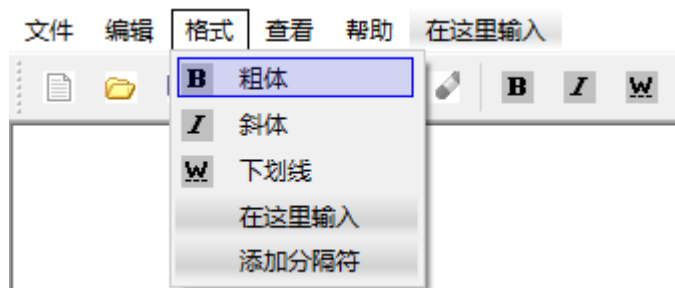 文件 编辑 格式 查看 帮助 在这里输入
B 粗体 B I W
I 斜体
W 下划线
在这里输入
添加分隔符